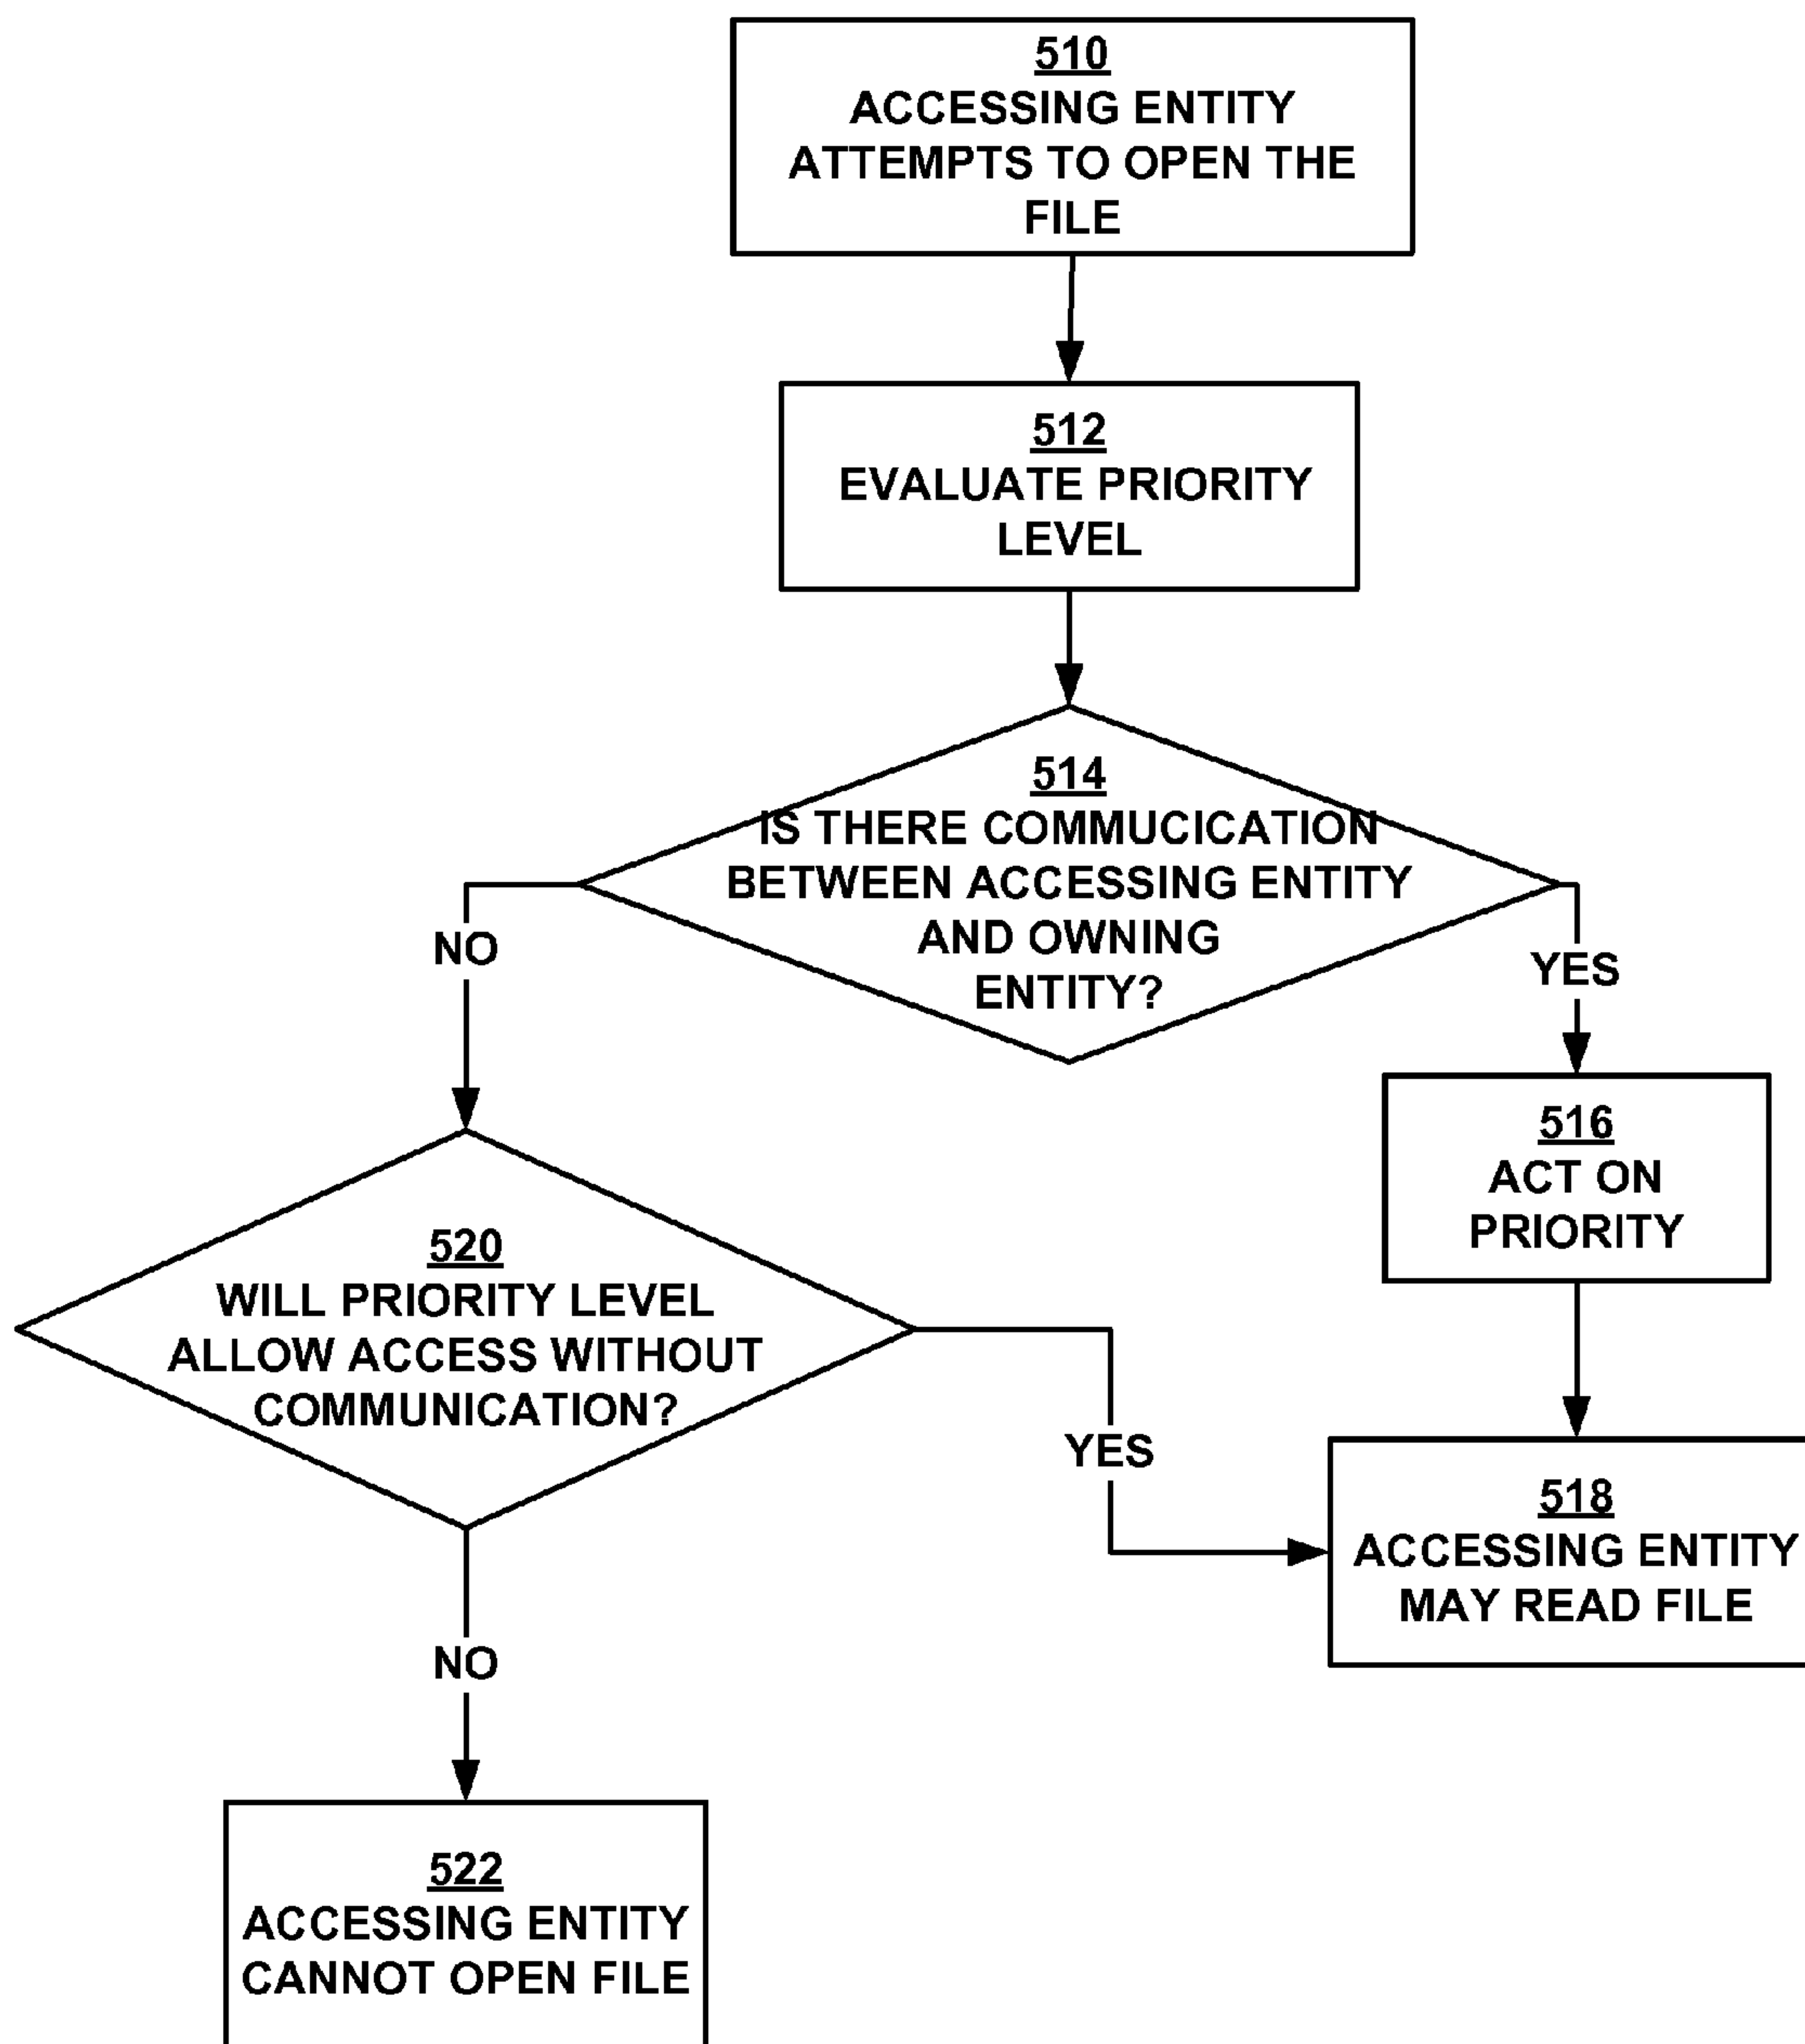 510
ACCESSING ENTITY
ATTEMPTS TO OPEN THE
FILE
512
EVALUATE PRIORITY
LEVEL
514
IS THERE COMMUCICATION
BETWEEN ACCESSING ENTITY
AND OWNING
ENTITY?
NO
YES
516
ACT ON
PRIORITY
520
WILL PRIORITY LEVEL
ALLOW ACCESS WITHOUT
COMMUNICATION?
YES
518
ACCESSING ENTITY
MAY READ FILE
NO
522
ACCESSING ENTITY
CANNOT OPEN FILE